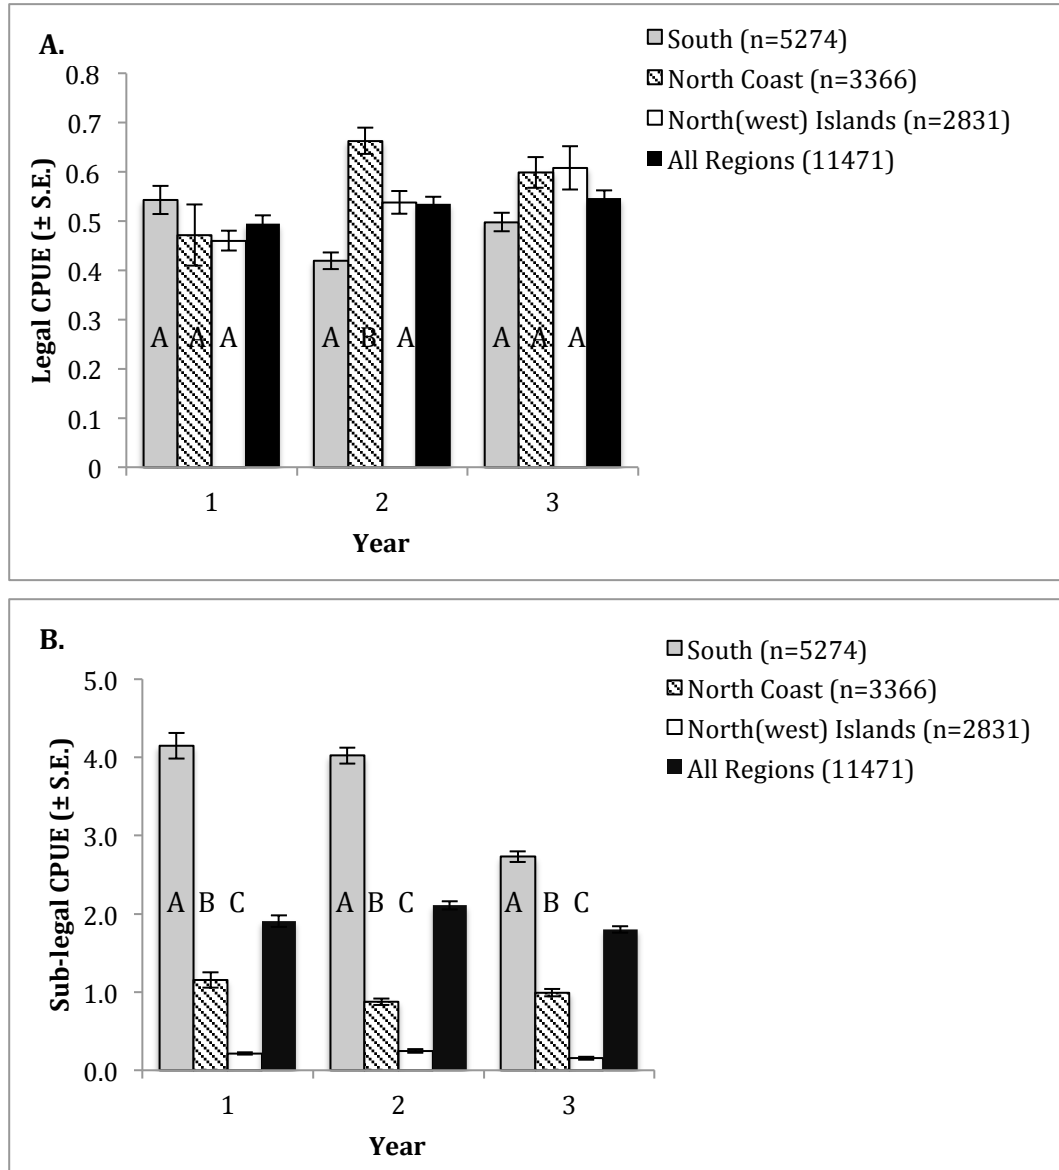 A.
South (n=5274)
North Coast (n=3366)
North(west) Islands (n=2831)
All Regions (11471)
Legal CPUE (± S.E.)
0.8
0.7
0.6
0.5
0.4
0.3
0.2
0.1
0
A A A A B A A A A
1 2 3
Year
B.
South (n=5274)
North Coast (n=3366)
North(west) Islands (n=2831)
All Regions (11471)
Sub-legal CPUE (± S.E.)
5.0
4.0
3.0
2.0
1.0
0.0
A B C A B C A B C
1 2 3
Year